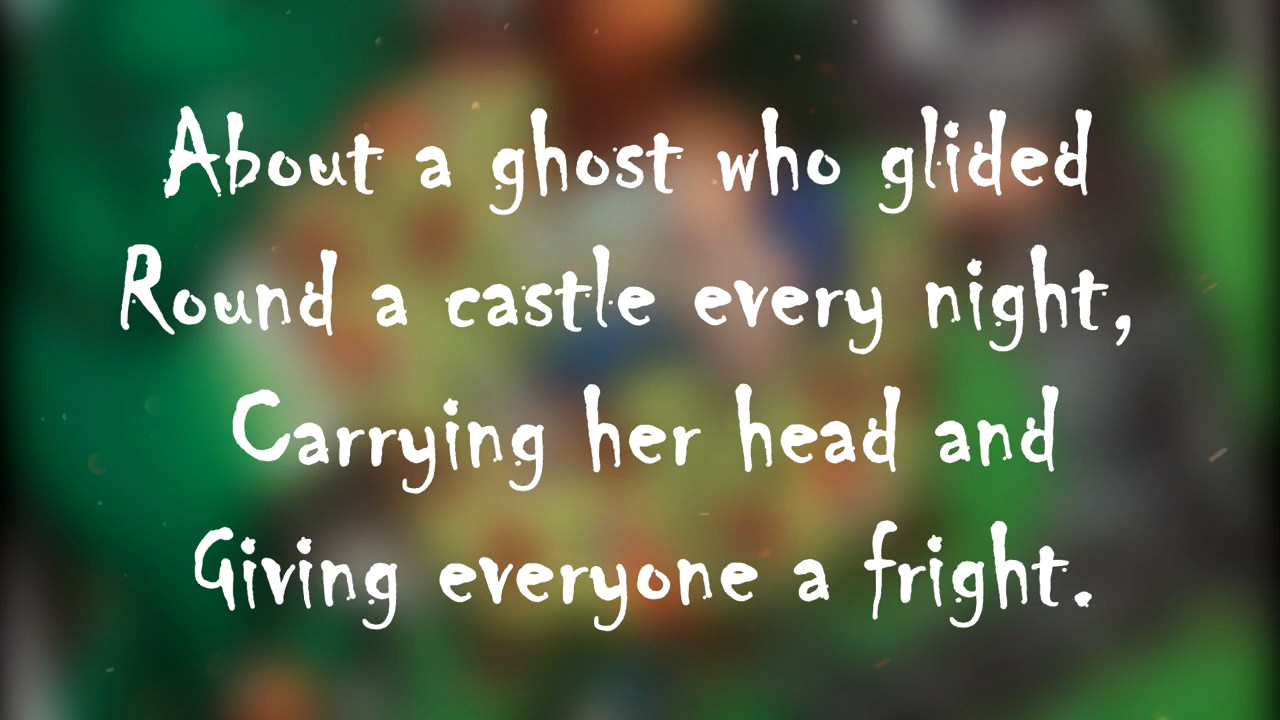 About a ghost who glided
Round a castle every night,
Carrying her head and
Giving everyone a fright.